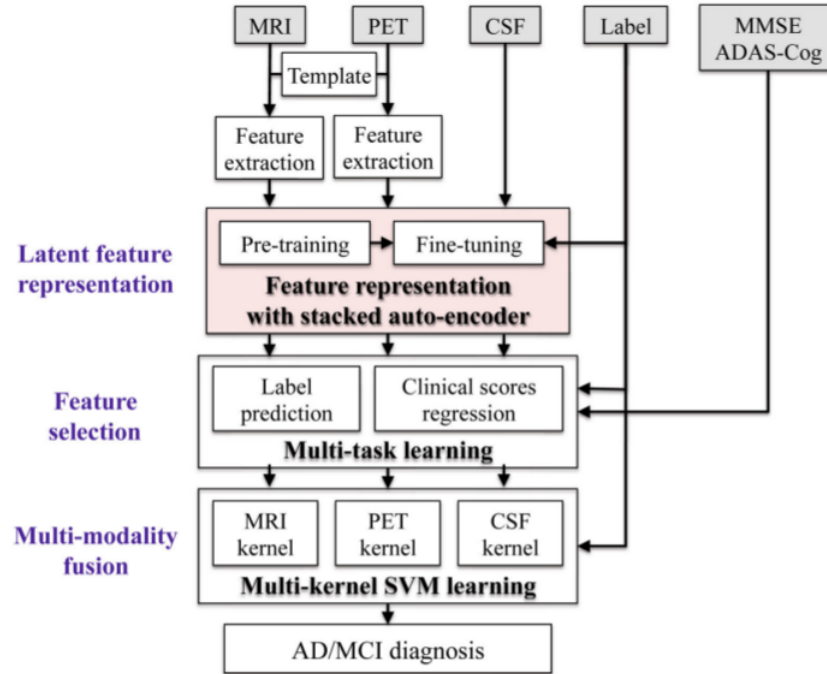 MRI
PET
CSF
Label
MMSE
ADAS-Cog
Template
Feature
extraction
Feature
extraction
Latent feature
representation
Pre-training
Fine-tuning
Feature representation
with stacked auto-encoder
Feature
selection
Label
prediction
Clinical scores
regression
Multi-task learning
Multi-modality
fusion
MRI
kernel
PET
kernel
CSF
kernel
Multi-kernel SVM learning
AD/MCI diagnosis